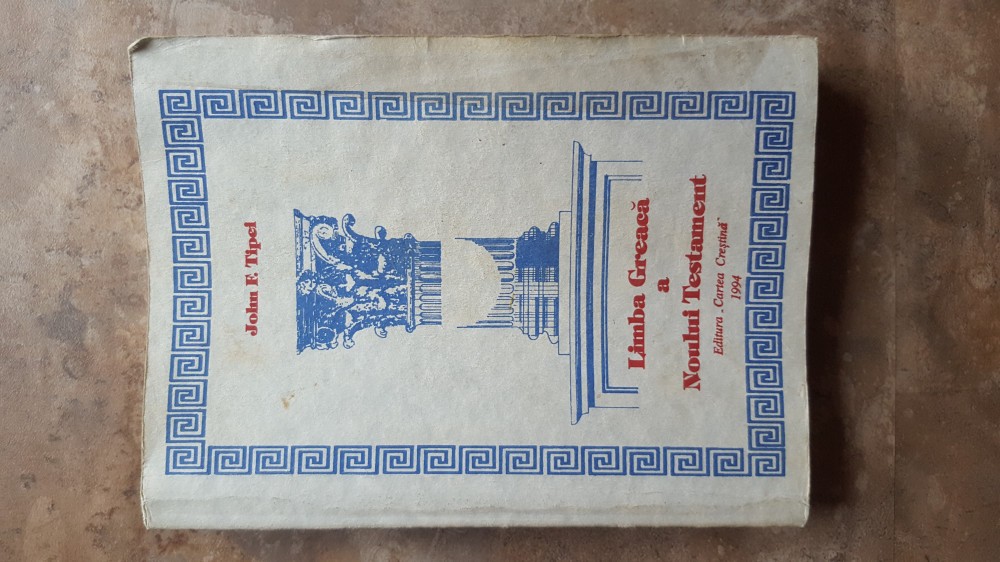 John F. Tipei
Limba Greacă
a
Noului Testament
Editura „Cartea Creştină”
1994